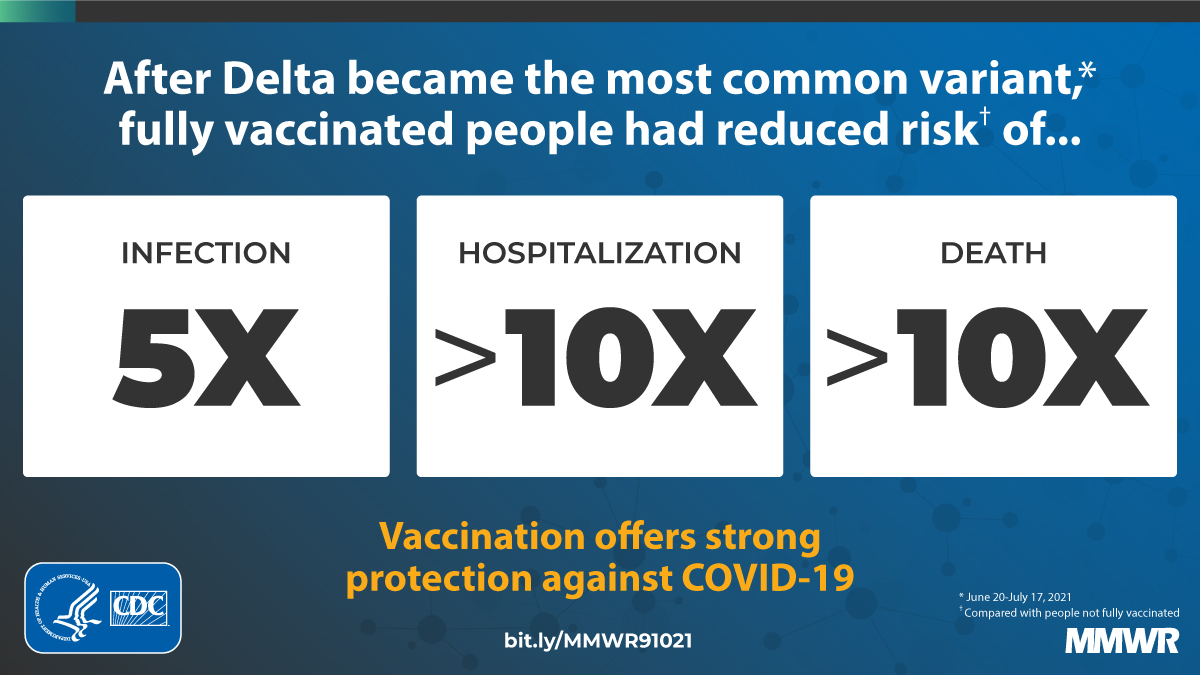 After Delta became the most common variant,*
fully vaccinated people had reduced risk† of...
INFECTION
5X
HOSPITALIZATION
>10X
DEATH
>10X
Vaccination offers strong
protection against COVID-19
bit.ly/MMWR91021
DEPARTMENT OF HEALTH & HUMAN SERVICES·USA
CDC
* June 20-July 17, 2021
† Compared with people not fully vaccinated
MMWR